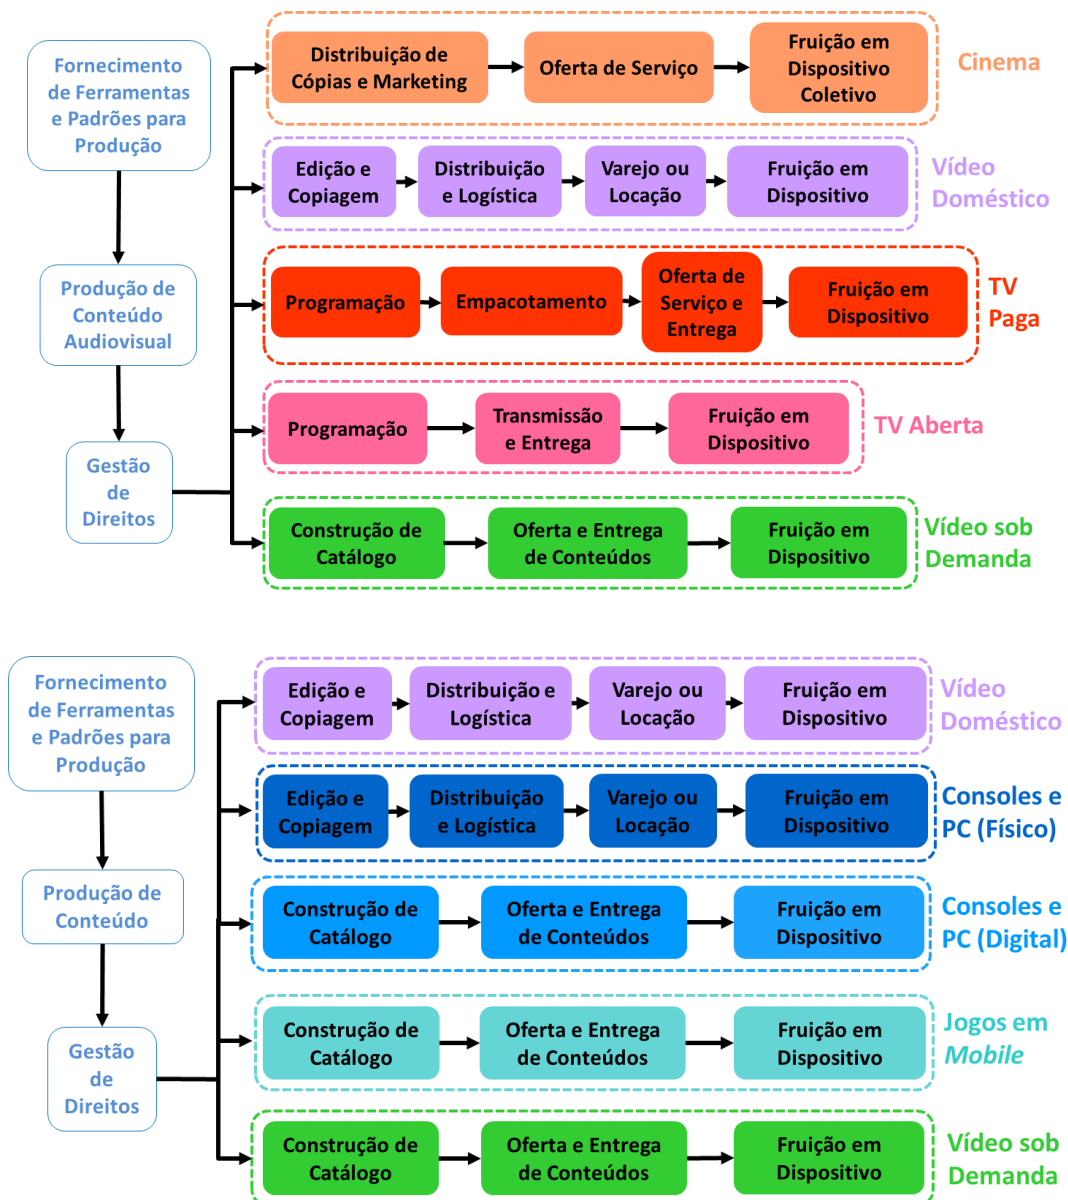 Fornecimento
de Ferramentas
e Padrões para
Produção
Produção de
Conteúdo
Audiovisual
Gestão
de
Direitos
Distribuição de
Cópias e Marketing
Oferta de Serviço
Fruição em
Dispositivo
Coletivo
Cinema
Edição e
Copiagem
Distribuição
e Logística
Varejo ou
Locação
Fruição em
Dispositivo
Vídeo
Doméstico
Programação
Empacotamento
Oferta de
Serviço e
Entrega
Fruição em
Dispositivo
TV
Paga
Programação
Transmissão
e Entrega
Fruição em
Dispositivo
TV Aberta
Construção de
Catálogo
Oferta e Entrega
de Conteúdos
Fruição em
Dispositivo
Vídeo sob
Demanda
Fornecimento
de Ferramentas
e Padrões para
Produção
Produção de
Conteúdo
Gestão
de
Direitos
Edição e
Copiagem
Distribuição e
Logística
Varejo ou
Locação
Fruição em
Dispositivo
Vídeo
Doméstico
Edição e
Copiagem
Distribuição
e Logística
Varejo ou
Locação
Fruição em
Dispositivo
Consoles e
PC (Físico)
Construção de
Catálogo
Oferta e Entrega
de Conteúdos
Fruição em
Dispositivo
Consoles e
PC (Digital)
Construção de
Catálogo
Oferta e Entrega
de Conteúdos
Fruição em
Dispositivo
Jogos em
Mobile
Construção de
Catálogo
Oferta e Entrega
de Conteúdos
Fruição em
Dispositivo
Vídeo sob
Demanda